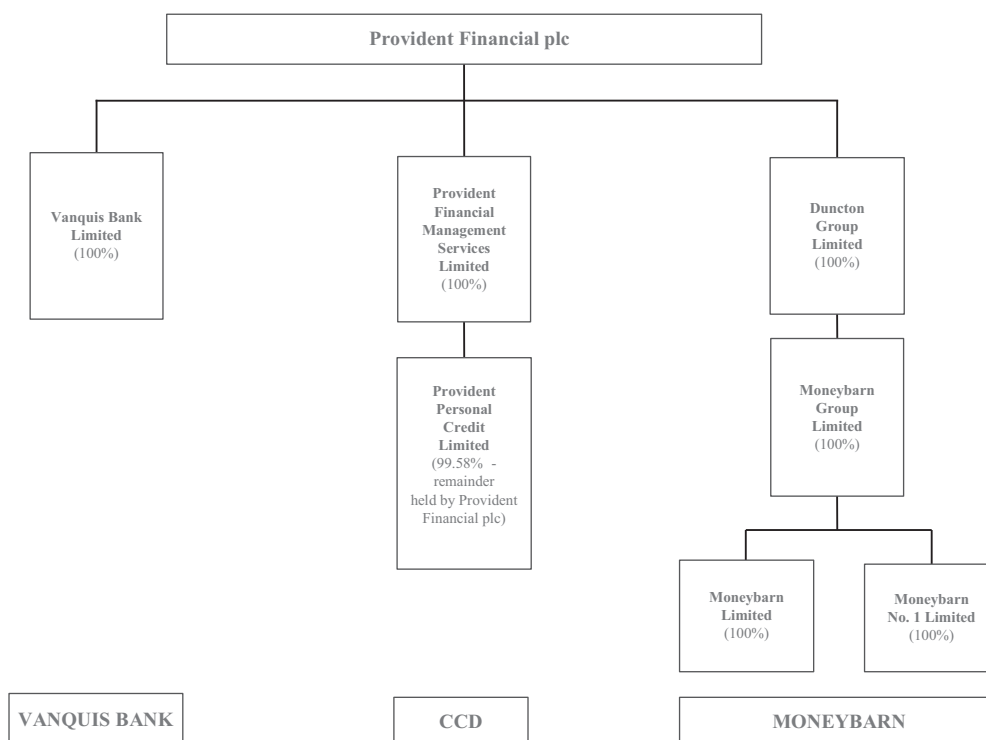 Provident Financial plc
Vanquis Bank
Limited
(100%)
Provident
Financial
Management
Services
Limited
(100%)
Duncton
Group
Limited
(100%)
Provident
Personal
Credit
Limited
(99.58% -
remainder
held by Provident
Financial plc)
Moneybarn
Group
Limited
(100%)
Moneybarn
Limited
(100%)
Moneybarn
No. 1 Limited
(100%)
VANQUIS BANK
CCD
MONEYBARN